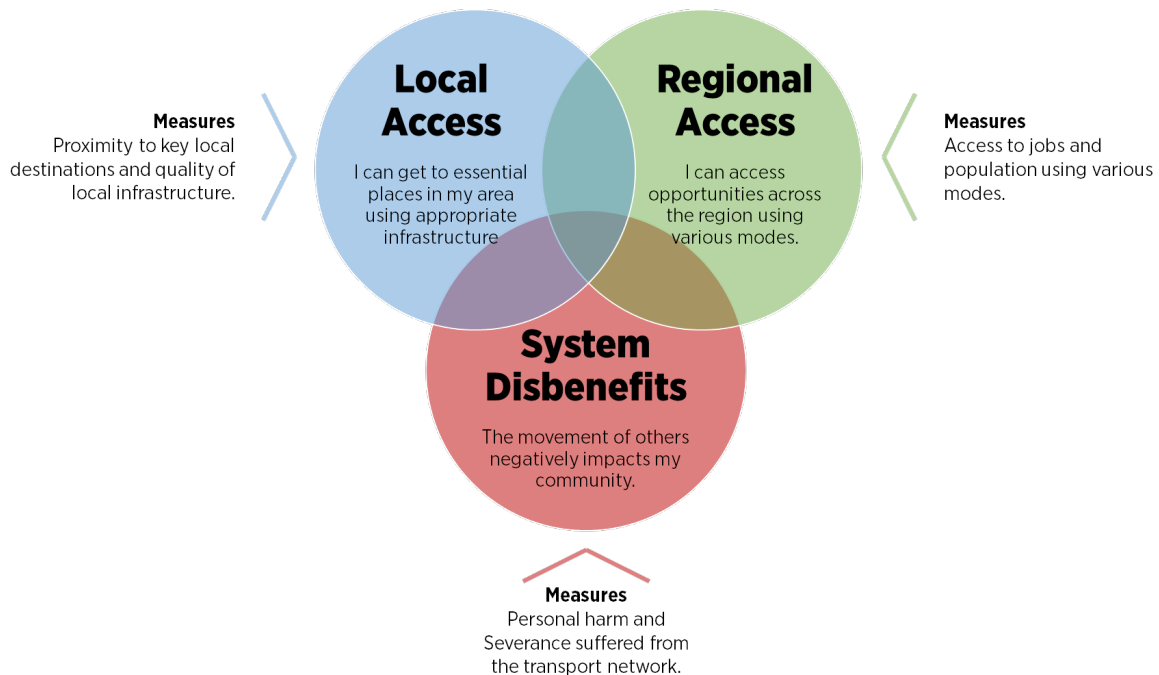 Local
Access
I can get to essential
places in my area
using appropriate
infrastructure
Regional
Access
I can access
opportunities across
the region using
various modes.
Measures
Proximity to key local
destinations and quality of
local infrastructure.
Measures
Access to jobs and
population using various
modes.
System
Disbenefits
The movement of others
negatively impacts my
community.
Measures
Personal harm and
Severance suffered from
the transport network.